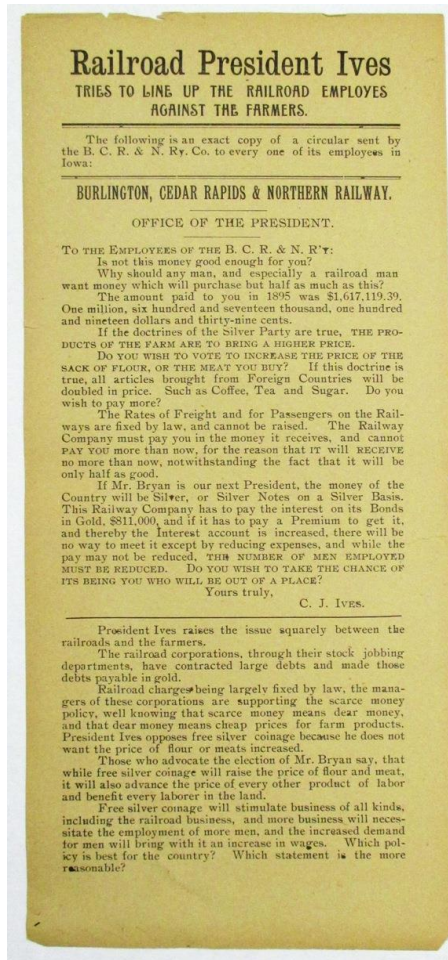 Railroad President Ives
TRIES TO LINE UP THE RAILROAD EMPLOYES
AGAINST THE FARMERS.
The following is an exact copy of a circular sent by
the B. C. R. & N. Ry. Co. to every one of its employees in
Iowa:
BURLINGTON, CEDAR RAPIDS & NORTHERN RAILWAY.
OFFICE OF THE PRESIDENT.
TO THE EMPLOYEES OF THE B. C. R. & N. R'Y:
Is not this money good enough for you?
Why should any man, and especially a railroad man
want money which will purchase but half as much as this?
The amount paid to you in 1895 was $1,617,119.39.
One million, six hundred and seventeen thousand, one hundred
and nineteen dollars and thirty-nine cents.
If the doctrines of the Silver Party are true, THE PRO-
DUCTS OF THE FARM ARE TO BRING A HIGHER PRICE.
DO YOU WISH TO VOTE TO INCREASE THE PRICE OF THE
SACK OF FLOUR, OR THE MEAT YOU BUY? If this doctrine is
true, all articles brought from Foreign Countries will be
doubled in price. Such as Coffee, Tea and Sugar. Do you
wish to pay more?
The Rates of Freight and for Passengers on the Rail-
ways are fixed by law, and cannot be raised. The Railway
Company must pay you in the money it receives, and cannot
PAY YOU more than now, for the reason that IT will RECEIVE
no more than now, notwithstanding the fact that it will be
only half as good.
If Mr. Bryan is our next President, the money of the
Country will be Silver, or Silver Notes on a Silver Basis.
This Railway Company has to pay the interest on its Bonds
in Gold, $811,000, and if it has to pay a Premium to get it,
and thereby the Interest account is increased, there will be
no way to meet it except by reducing expenses, and while the
pay may not be reduced, THE NUMBER OF MEN EMPLOYED
MUST BE REDUCED. DO YOU WISH TO TAKE THE CHANCE OF
ITS BEING YOU WHO WILL BE OUT OF A PLACE?
Yours truly,
C. J. IVES.
President Ives raises the issue squarely between the
railroads and the farmers.
The railroad corporations, through their stock jobbing
departments, have contracted large debts and made those
debts payable in gold.
Railroad charges being largely fixed by law, the mana-
gers of these corporations are supporting the scarce money
policy, well knowing that scarce money means dear money,
and that dear money means cheap prices for farm products.
President Ives opposes free silver coinage because he does not
want the price of flour or meats increased.
Those who advocate the election of Mr. Bryan say, that
while free silver coinage will raise the price of flour and meat,
it will also advance the price of every other product of labor
and benefit every laborer in the land.
Free silver coinage will stimulate business of all kinds,
including the railroad business, and more business will neces-
sitate the employment of more men, and the increased demand
for men will bring with it an increase in wages. Which pol-
icy is best for the country? Which statement is the more
reasonable?